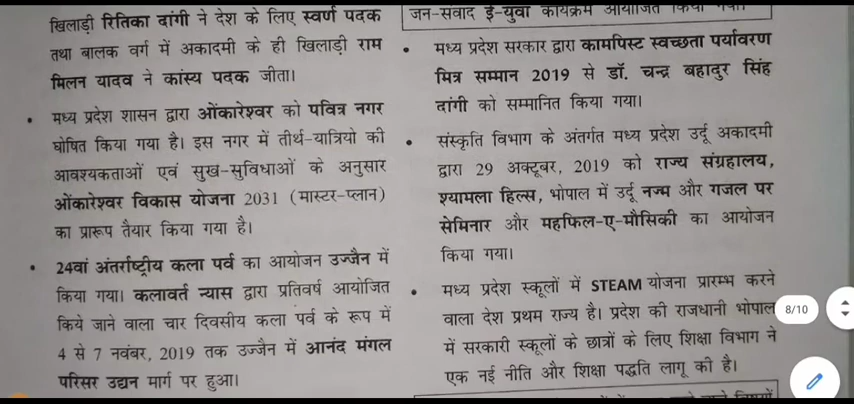 खिलाड़ी रितिका दांगी ने देश के लिए स्वर्ण पदक
तथा बालक वर्ग में अकादमी के ही खिलाड़ी राम
मिलन यादव ने कांस्य पदक जीता।
• मध्य प्रदेश शासन द्वारा ओंकारेश्वर को पवित्र नगर
घोषित किया गया है। इस नगर में तीर्थ-यात्रियो की
आवश्यकताओं एवं सुख-सुविधाओं के अनुसार
ओंकारेश्वर विकास योजना 2031 (मास्टर-प्लान)
का प्रारूप तैयार किया गया है।
• 24वां अंतर्राष्ट्रीय कला पर्व का आयोजन उज्जैन में
किया गया। कलावर्त न्यास द्वारा प्रतिवर्ष आयोजित
किये जाने वाला चार दिवसीय कला पर्व के रूप में
4 से 7 नवंबर, 2019 तक उज्जैन में आनंद मंगल
परिसर उद्यन मार्ग पर हुआ।
जन-संवाद ई-युवा कार्यक्रम आयोजित किया गया।
• मध्य प्रदेश सरकार द्वारा कामपिस्ट स्वच्छता पर्यावरण
मित्र सम्मान 2019 से डॉ. चन्द्र बहादुर सिंह
दांगी को सम्मानित किया गया।
• संस्कृति विभाग के अंतर्गत मध्य प्रदेश उर्दू अकादमी
द्वारा 29 अक्टूबर, 2019 को राज्य संग्रहालय,
श्यामला हिल्स, भोपाल में उर्दू नज्म और गजल पर
सेमिनार और महफिल-ए-मौसिकी का आयोजन
किया गया।
• मध्य प्रदेश स्कूलों में STEAM योजना प्रारम्भ करने
वाला देश प्रथम राज्य है। प्रदेश की राजधानी भोपाल
में सरकारी स्कूलों के छात्रों के लिए शिक्षा विभाग ने
एक नई नीति और शिक्षा पद्धति लागू की है।
8/10